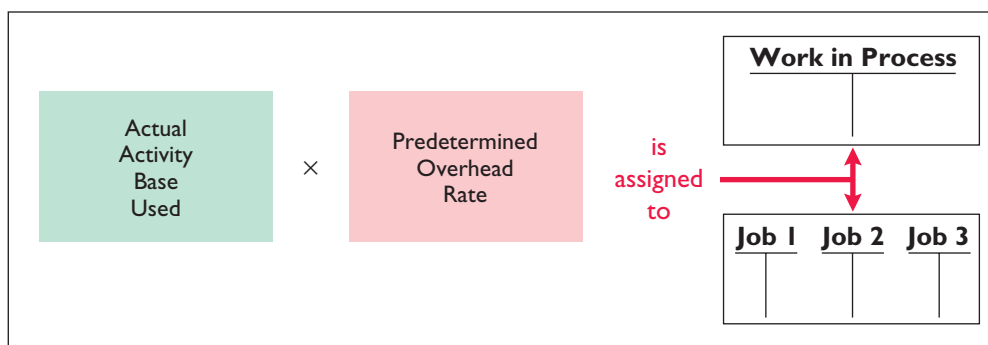 Actual
Activity
Base
Used
×
Predetermined
Overhead
Rate
is
assigned
to
Work in Process
Job 1 Job 2 Job 3